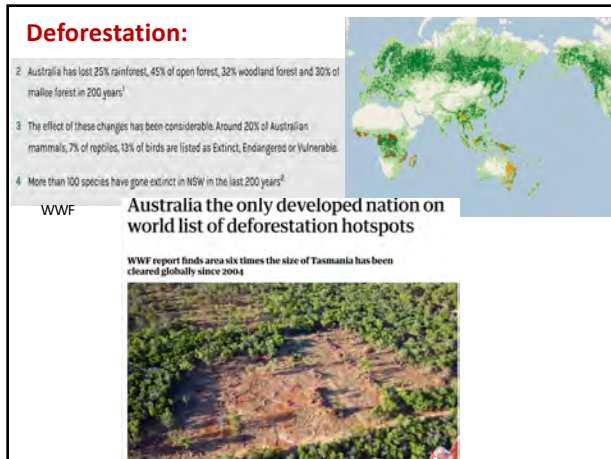 Deforestation:
2 Australia has lost 25% rainforest, 45% of open forest, 32% woodland forest and 30% of
mallee forest in 200 years¹
3 The effect of these changes has been considerable. Around 20% of Australian
mammals, 7% of reptiles, 13% of birds are listed as Extinct, Endangered or Vulnerable.
4 More than 100 species have gone extinct in NSW in the last 200 years²
WWF
Australia the only developed nation on
world list of deforestation hotspots
WWF report finds area six times the size of Tasmania has been
cleared globally since 2004